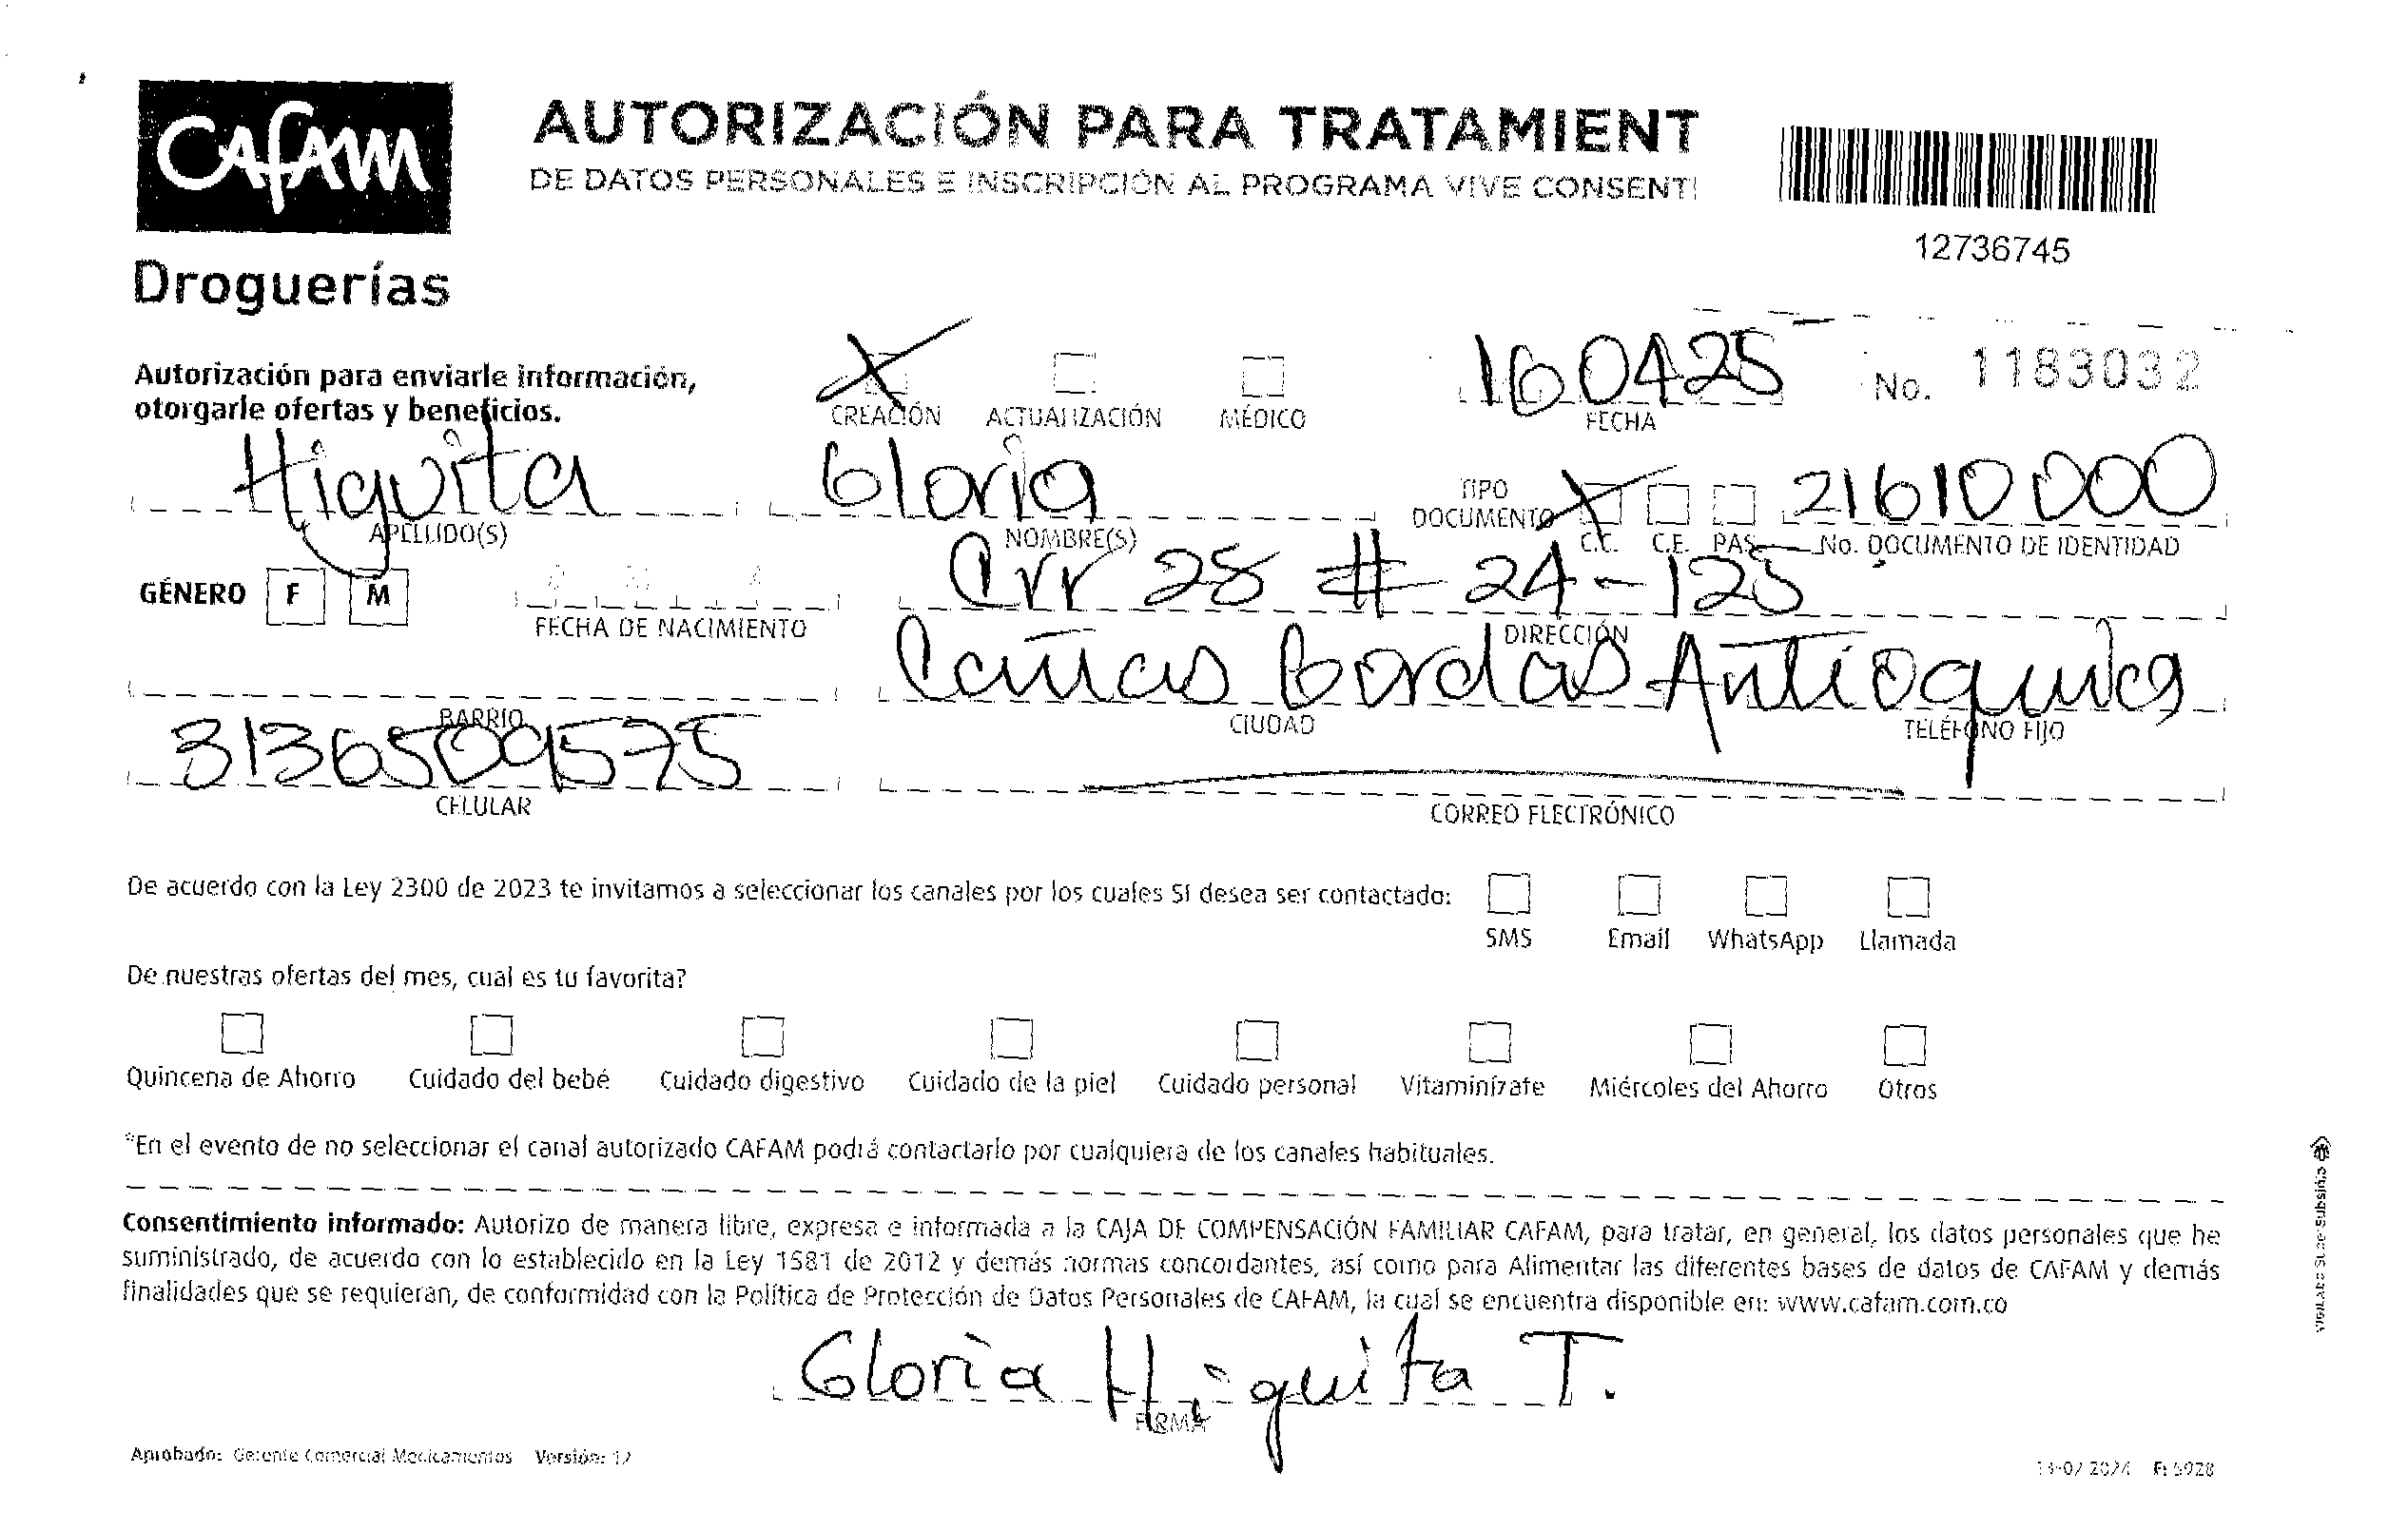 CAFAM
Droguerías
AUTORIZACIÓN PARA TRATAMIENT
DE DATOS PERSONALES E INSCRIPCIÓN AL PROGRAMA VIVE CONSENTI
12736745
Autorización para enviarle información,
otorgarle ofertas y beneficios.
CREACIÓN ACTUALIZACIÓN MÉDICO
160425
FECHA
No. 1183032
Higuita Gloria
APELLIDO(S) NOMBRE(S)
TIPO DOCUMENTO C.C. C.E. PAS.
21610000
No. DOCUMENTO DE IDENTIDAD
GÉNERO F M
FECHA DE NACIMIENTO
Crr 28 # 24-125
DIRECCIÓN
Cañas Bordas Antioquia
BARRIO CIUDAD TELÉFONO FIJO
3136509575
CELULAR CORREO ELECTRÓNICO
De acuerdo con la Ley 2300 de 2023 te invitamos a seleccionar los canales por los cuales SI desea ser contactado:
SMS Email WhatsApp Llamada
De nuestras ofertas del mes, cual es tu favorita?
Quincena de Ahorro Cuidado del bebé Cuidado digestivo Cuidado de la piel Cuidado personal Vitaminízate Miércoles del Ahorro Otros
*En el evento de no seleccionar el canal autorizado CAFAM podrá contactarlo por cualquiera de los canales habituales.
Consentimiento informado: Autorizo de manera libre, expresa e informada a la CAJA DE COMPENSACIÓN FAMILIAR CAFAM, para tratar, en general, los datos personales que he
suministrado, de acuerdo con lo establecido en la Ley 1581 de 2012 y demás normas concordantes, así como para Alimentar las diferentes bases de datos de CAFAM y demás
finalidades que se requieran, de conformidad con la Política de Protección de Datos Personales de CAFAM, la cual se encuentra disponible en: www.cafam.com.co
Gloria Higuita T.
FIRMA
Aprobado: Gerente Comercial Medicamentos Versión: 12